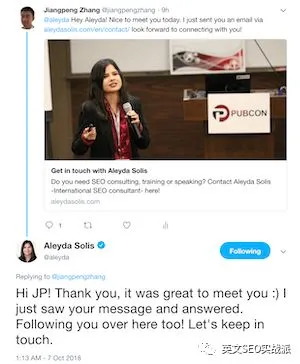 Jiangpeng Zhang @jiangpengzhang · 9h
@aleyda Hey Aleyda! Nice to meet you today. I just sent you an email via
aleydasolis.com/en/contact/ look forward to connecting with you!
PUBCON
Get in touch with Aleyda Solis
Do you need SEO consulting, training or speaking? Contact Aleyda Solis
-International SEO consultant- here!
aleydasolis.com
1
Aleyda Solis
@aleyda
Following
Replying to @jiangpengzhang
Hi JP! Thank you, it was great to meet you :) I
just saw your message and answered.
Following you over here too! Let's keep in
touch.
1:13 AM - 7 Oct 2018
英文SEO实战派